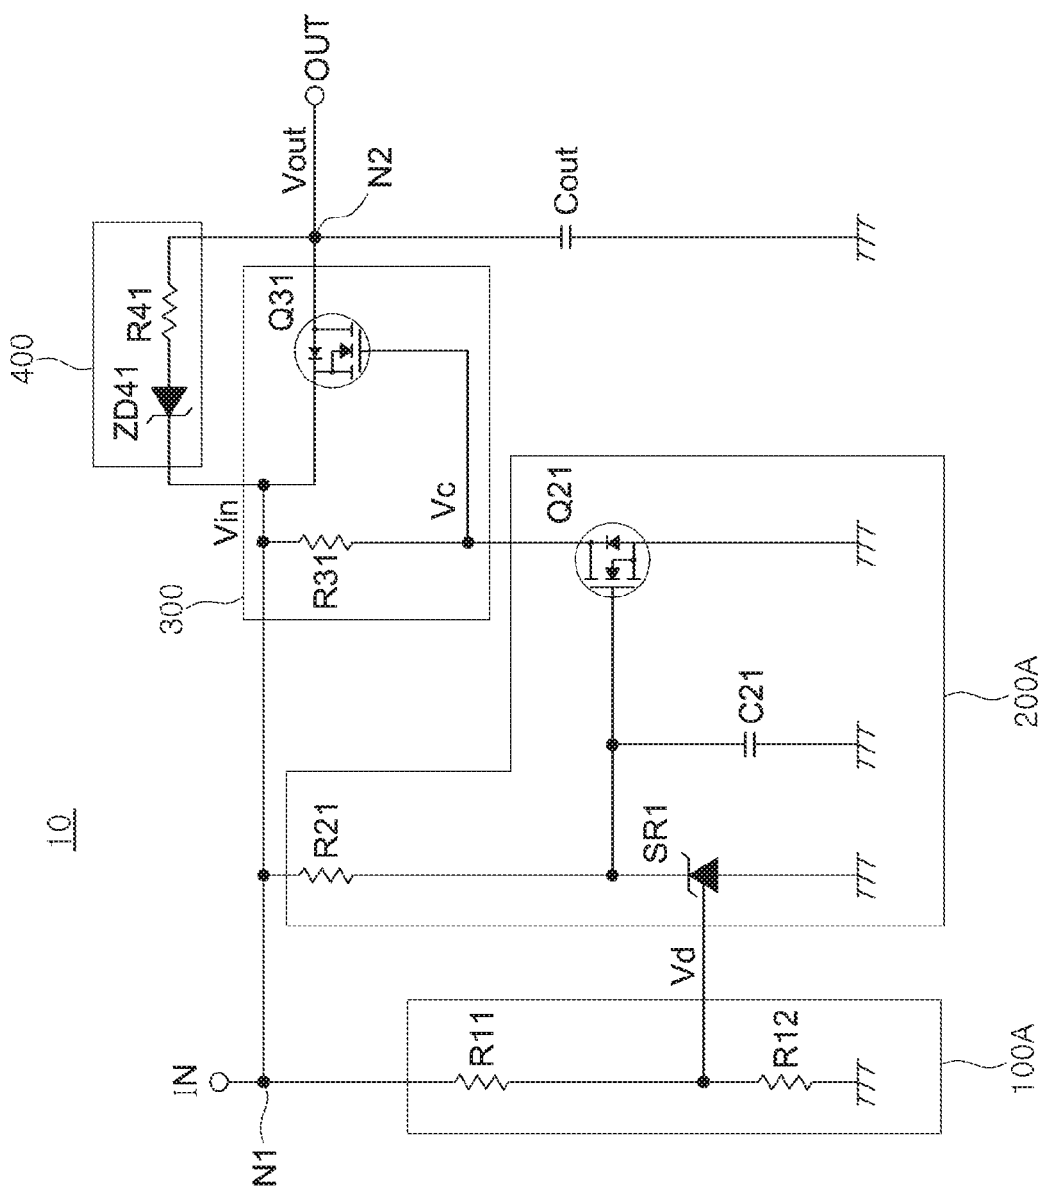 10
400
ZD41
R41
Vout
OUT
N2
Cout
Q31
Vin
Vc
R31
300
Q21
C21
200A
R21
SR1
Vd
IN
N1
R11
R12
100A